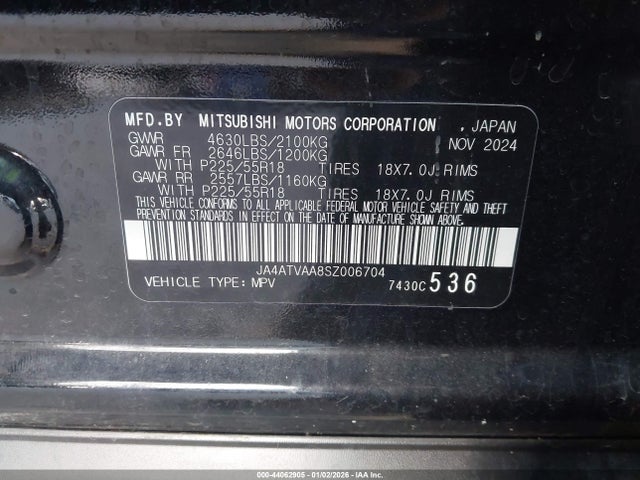 MFD.BY MITSUBISHI MOTORS CORPORATION , JAPAN
GVWR 4630LBS/2100KG NOV 2024
GAWR FR 2646LBS/1200KG
WITH P225/55R18 TIRES 18X7.0J RIMS
GAWR RR 2557LBS/1160KG
WITH P225/55R18 TIRES 18X7.0J RIMS
THIS VEHICLE CONFORMS TO ALL APPLICABLE FEDERAL MOTOR VEHICLE SAFETY AND THEFT
PREVENTION STANDARDS IN EFFECT ON THE DATE OF MANUFACTURE SHOWN ABOVE.
JA4ATVAA8SZ006704
VEHICLE TYPE: MPV 7430C 536
000-44062905 - 01/02/2026 - IAAI.COM